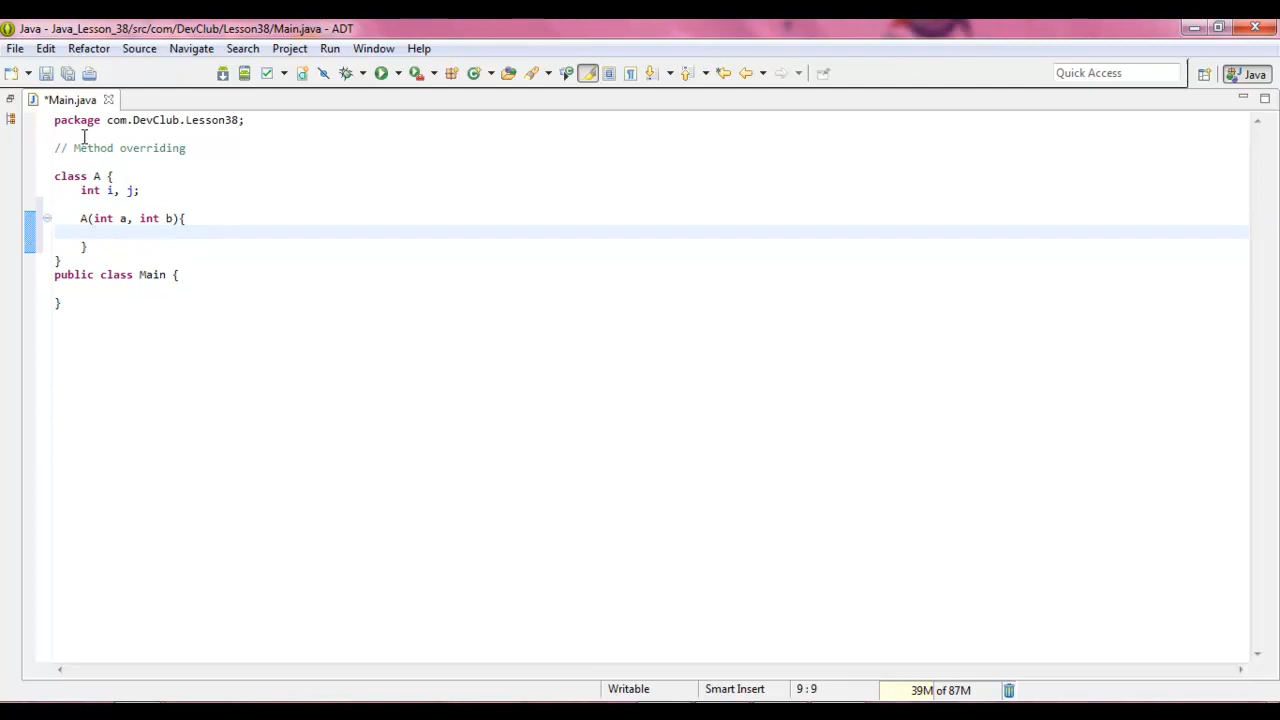 Java - Java_Lesson_38/src/com/DevClub/Lesson38/Main.java - ADT
File Edit Refactor Source Navigate Search Project Run Window Help
Quick Access
Java
*Main.java
package com.DevClub.Lesson38;
// Method overriding
class A {
int i, j;
A(int a, int b){
}
}
public class Main {
}
Writable Smart Insert 9 : 9 39M of 87M